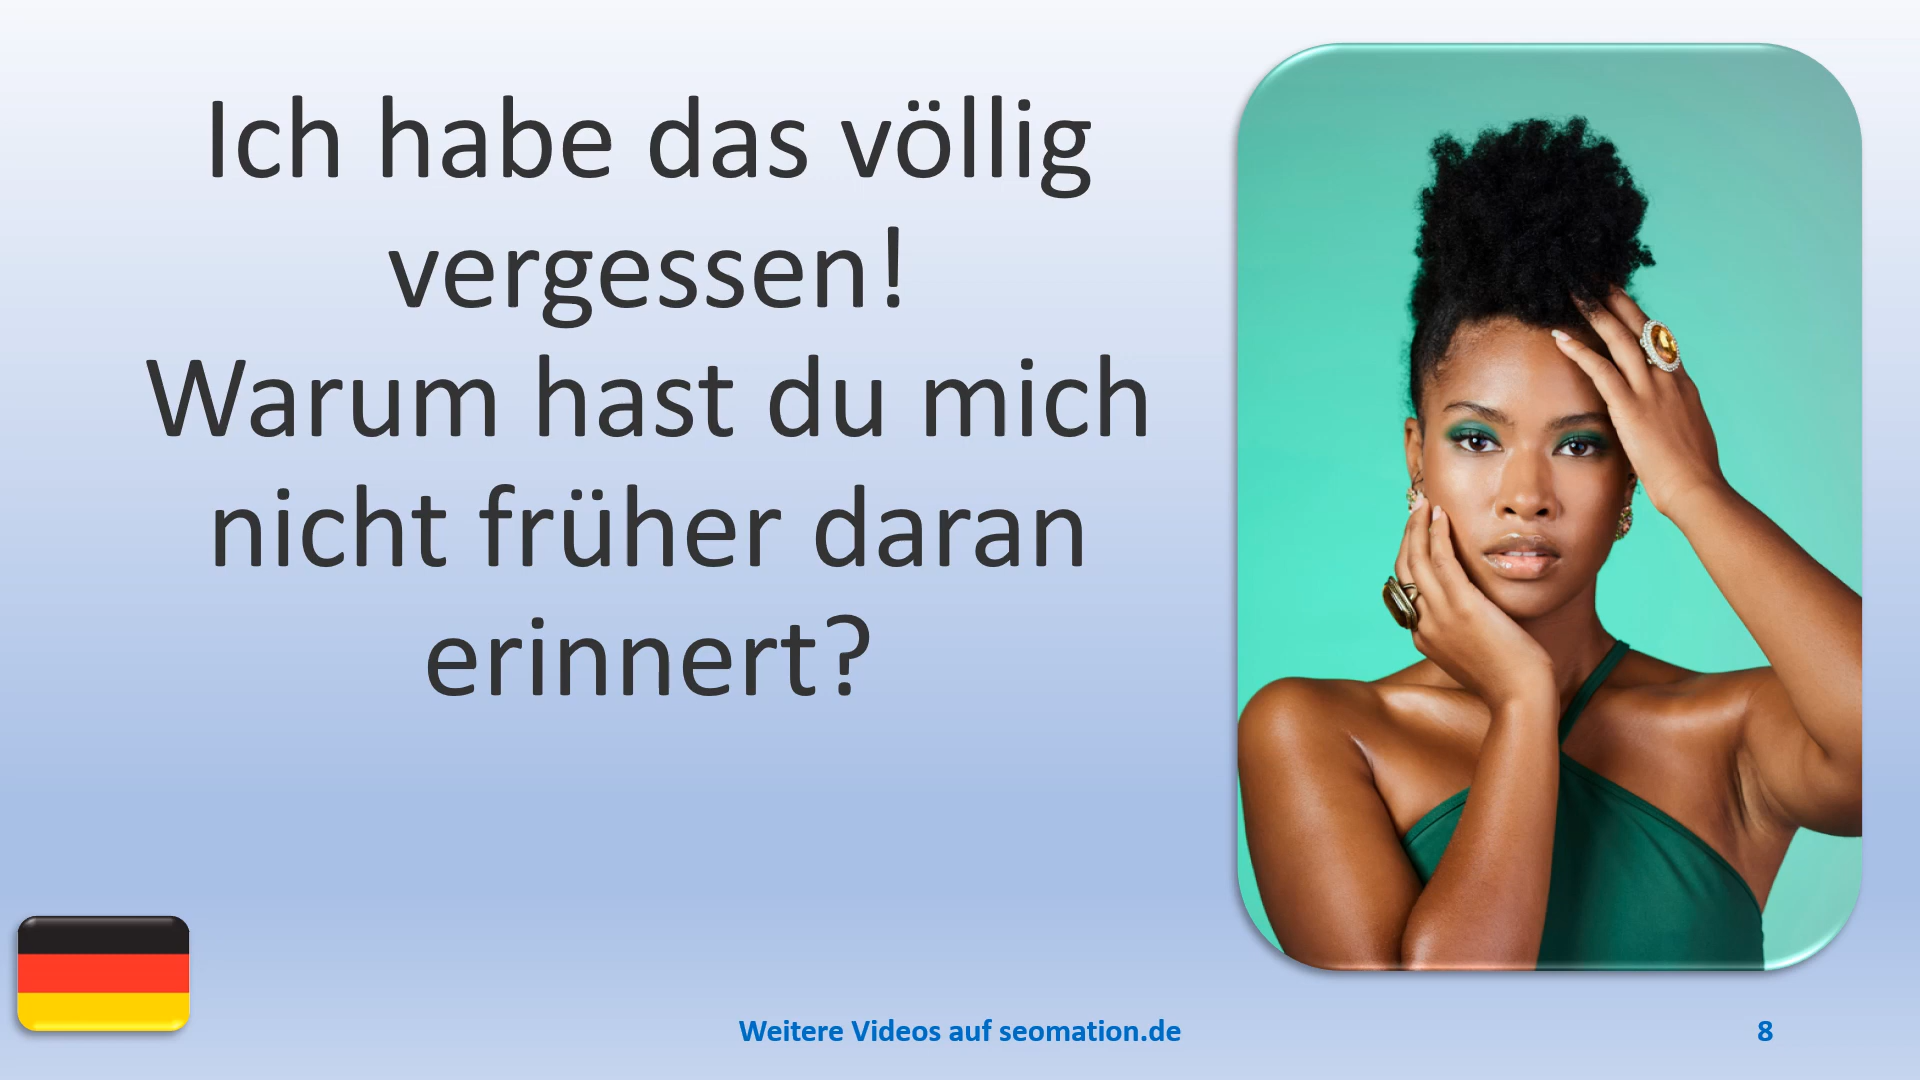 Ich habe das völlig
vergessen!
Warum hast du mich
nicht früher daran
erinnert?
Weitere Videos auf seomation.de
8